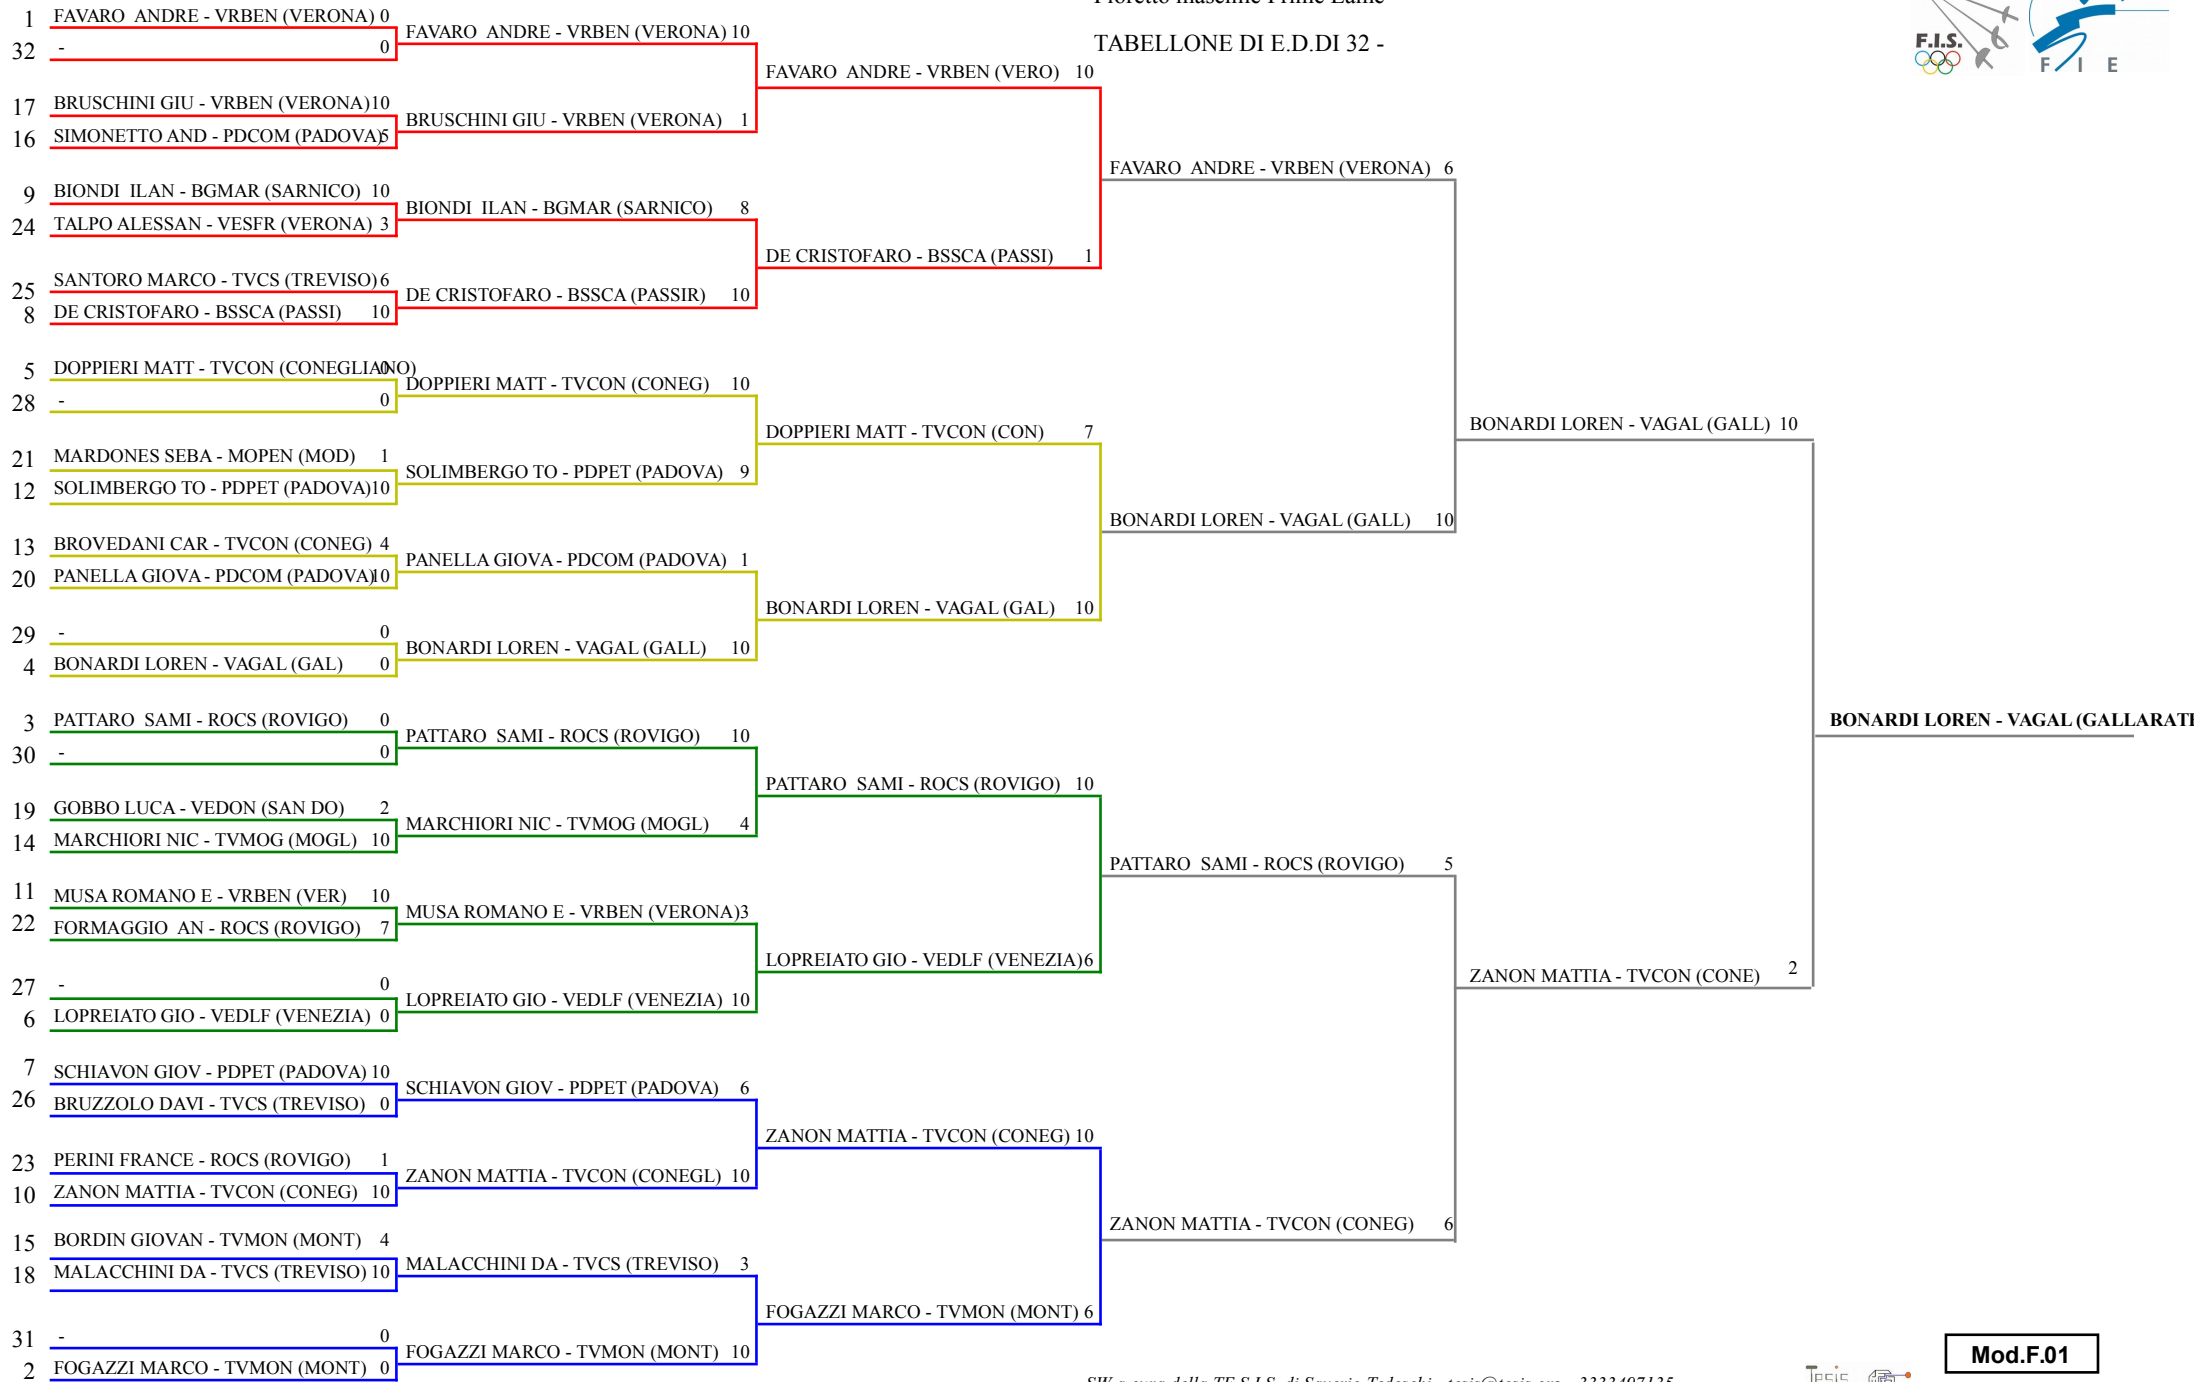 TABELLONE DI E.D.DI 32 -
F.I.S.
F I E
1 FAVARO ANDRE - VRBEN (VERONA) 0
32 - 0
17 BRUSCHINI GIU - VRBEN (VERONA) 10
16 SIMONETTO AND - PDCOM (PADOVA) 5
9 BIONDI ILAN - BGMAR (SARNICO) 10
24 TALPO ALESSAN - VESFR (VERONA) 3
25 SANTORO MARCO - TVCS (TREVISO) 6
8 DE CRISTOFARO - BSSCA (PASSI) 10
5 DOPPIERI MATT - TVCON (CONEGLIANO) 0
28 - 0
21 MARDONES SEBA - MOPEN (MOD) 1
12 SOLIMBERGO TO - PDPET (PADOVA) 10
13 BROVEDANI CAR - TVCON (CONEG) 4
20 PANELLA GIOVA - PDCOM (PADOVA) 10
29 - 0
4 BONARDI LOREN - VAGAL (GAL) 0
3 PATTARO SAMI - ROCS (ROVIGO) 0
30 - 0
19 GOBBO LUCA - VEDON (SAN DO) 2
14 MARCHIORI NIC - TVMOG (MOGL) 10
11 MUSA ROMANO E - VRBEN (VER) 10
22 FORMAGGIO AN - ROCS (ROVIGO) 7
27 - 0
6 LOPREIATO GIO - VEDLF (VENEZIA) 0
7 SCHIAVON GIOV - PDPET (PADOVA) 10
26 BRUZZOLO DAVI - TVCS (TREVISO) 0
23 PERINI FRANCE - ROCS (ROVIGO) 1
10 ZANON MATTIA - TVCON (CONEG) 10
15 BORDIN GIOVAN - TVMON (MONT) 4
18 MALACCHINI DA - TVCS (TREVISO) 10
31 - 0
2 FOGAZZI MARCO - TVMON (MONT) 0
FAVARO ANDRE - VRBEN (VERONA) 10
BRUSCHINI GIU - VRBEN (VERONA) 1
BIONDI ILAN - BGMAR (SARNICO) 8
DE CRISTOFARO - BSSCA (PASSIR) 10
DOPPIERI MATT - TVCON (CONEG) 10
SOLIMBERGO TO - PDPET (PADOVA) 9
PANELLA GIOVA - PDCOM (PADOVA) 1
BONARDI LOREN - VAGAL (GALL) 10
PATTARO SAMI - ROCS (ROVIGO) 10
MARCHIORI NIC - TVMOG (MOGL) 4
MUSA ROMANO E - VRBEN (VERONA) 3
LOPREIATO GIO - VEDLF (VENEZIA) 10
SCHIAVON GIOV - PDPET (PADOVA) 6
ZANON MATTIA - TVCON (CONEGL) 10
MALACCHINI DA - TVCS (TREVISO) 3
FOGAZZI MARCO - TVMON (MONT) 10
FAVARO ANDRE - VRBEN (VERO) 10
DE CRISTOFARO - BSSCA (PASSI) 1
DOPPIERI MATT - TVCON (CON) 7
BONARDI LOREN - VAGAL (GAL) 10
PATTARO SAMI - ROCS (ROVIGO) 10
LOPREIATO GIO - VEDLF (VENEZIA) 6
ZANON MATTIA - TVCON (CONEG) 10
FOGAZZI MARCO - TVMON (MONT) 6
FAVARO ANDRE - VRBEN (VERONA) 6
BONARDI LOREN - VAGAL (GALL) 10
PATTARO SAMI - ROCS (ROVIGO) 5
ZANON MATTIA - TVCON (CONEG) 6
BONARDI LOREN - VAGAL (GALL) 10
ZANON MATTIA - TVCON (CONE) 2
BONARDI LOREN - VAGAL (GALLARATE
Mod.F.01